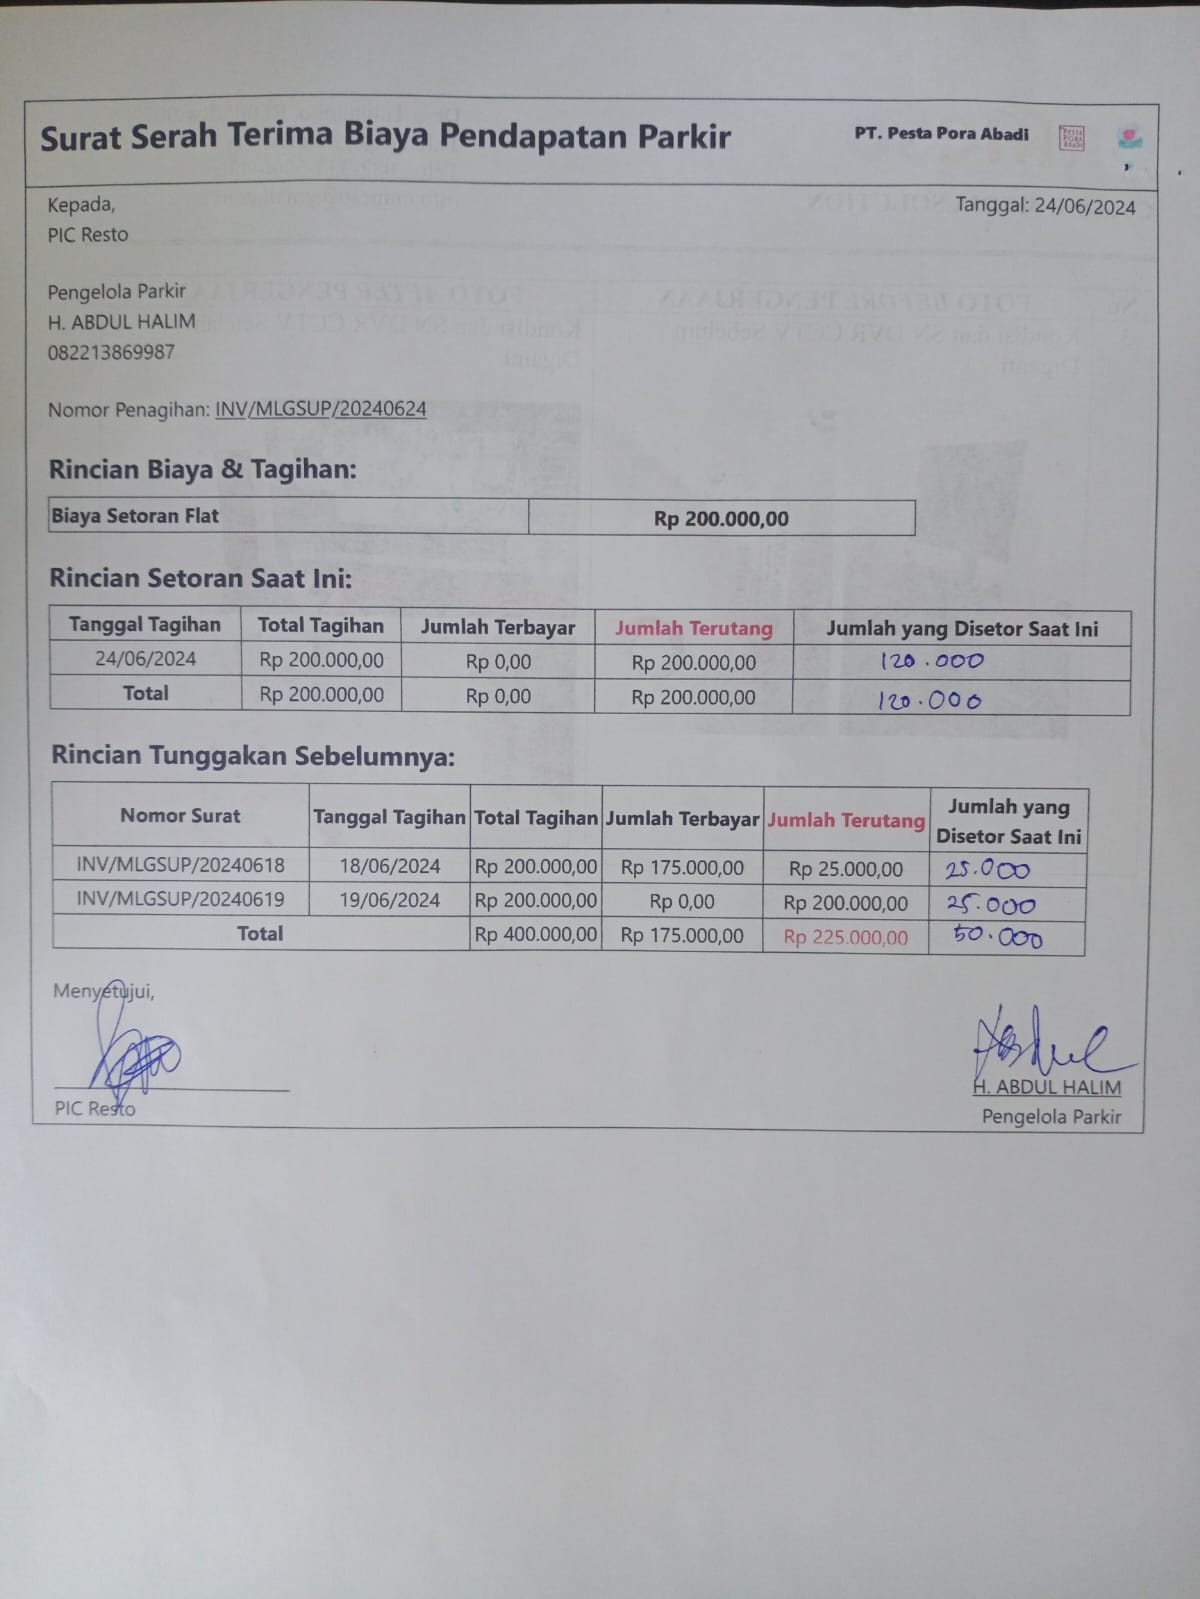 Surat Serah Terima Biaya Pendapatan Parkir
PT. Pesta Pora Abadi
PESTA PORA ABADI
Kepada,
Tanggal: 24/06/2024
PIC Resto
Pengelola Parkir
H. ABDUL HALIM
082213869987
Nomor Penagihan: INV/MLGSUP/20240624
Rincian Biaya & Tagihan:
Biaya Setoran Flat Rp 200.000,00
Rincian Setoran Saat Ini:
Tanggal Tagihan Total Tagihan Jumlah Terbayar Jumlah Terutang Jumlah yang Disetor Saat Ini
24/06/2024 Rp 200.000,00 Rp 0,00 Rp 200.000,00 120.000
Total Rp 200.000,00 Rp 0,00 Rp 200.000,00 120.000
Rincian Tunggakan Sebelumnya:
Nomor Surat Tanggal Tagihan Total Tagihan Jumlah Terbayar Jumlah Terutang Jumlah yang
Disetor Saat Ini
INV/MLGSUP/20240618 18/06/2024 Rp 200.000,00 Rp 175.000,00 Rp 25.000,00 25.000
INV/MLGSUP/20240619 19/06/2024 Rp 200.000,00 Rp 0,00 Rp 200.000,00 25.000
Total Rp 400.000,00 Rp 175.000,00 Rp 225.000,00 50.000
Menyetujui,
H. ABDUL HALIM
PIC Resto
Pengelola Parkir